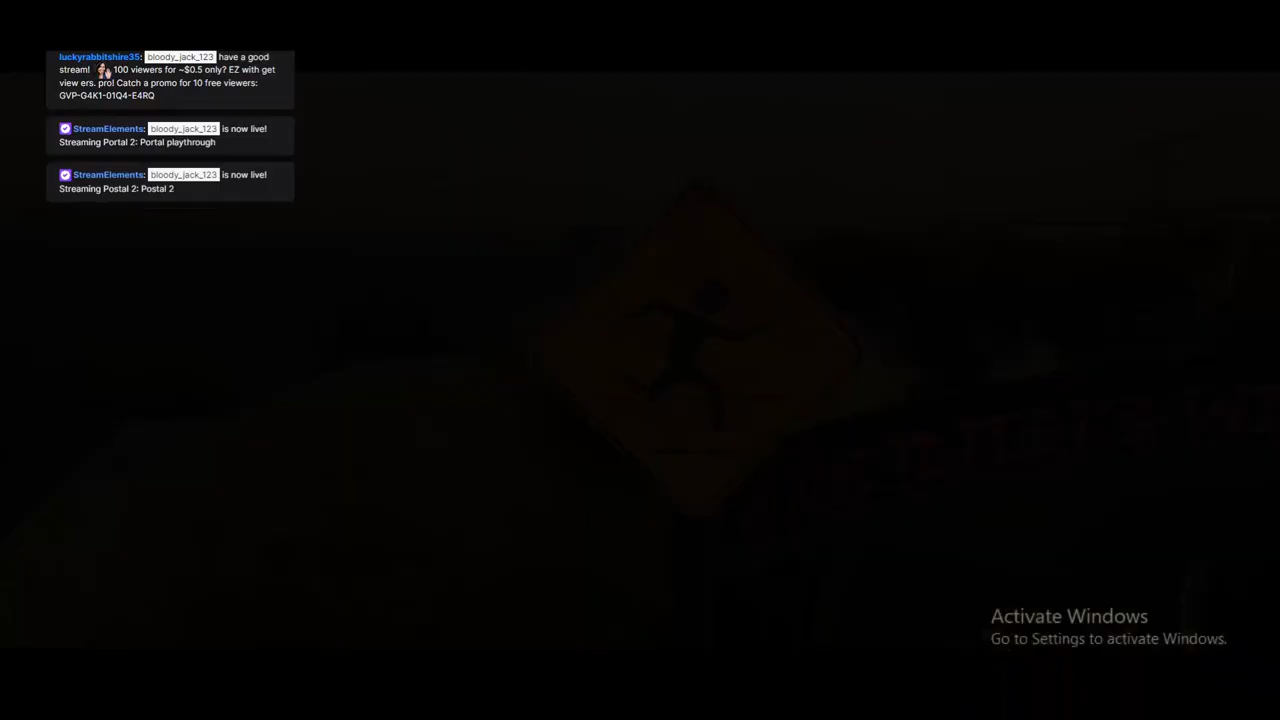 luckyrabbitshire35: bloody_jack_123 have a good
stream! 100 viewers for ~$0.5 only? EZ with get
view ers. pro! Catch a promo for 10 free viewers:
GVP-G4K1-01Q4-E4RQ
StreamElements: bloody_jack_123 is now live!
Streaming Portal 2: Portal playthrough
StreamElements: bloody_jack_123 is now live!
Streaming Postal 2: Postal 2
Activate Windows
Go to Settings to activate Windows.